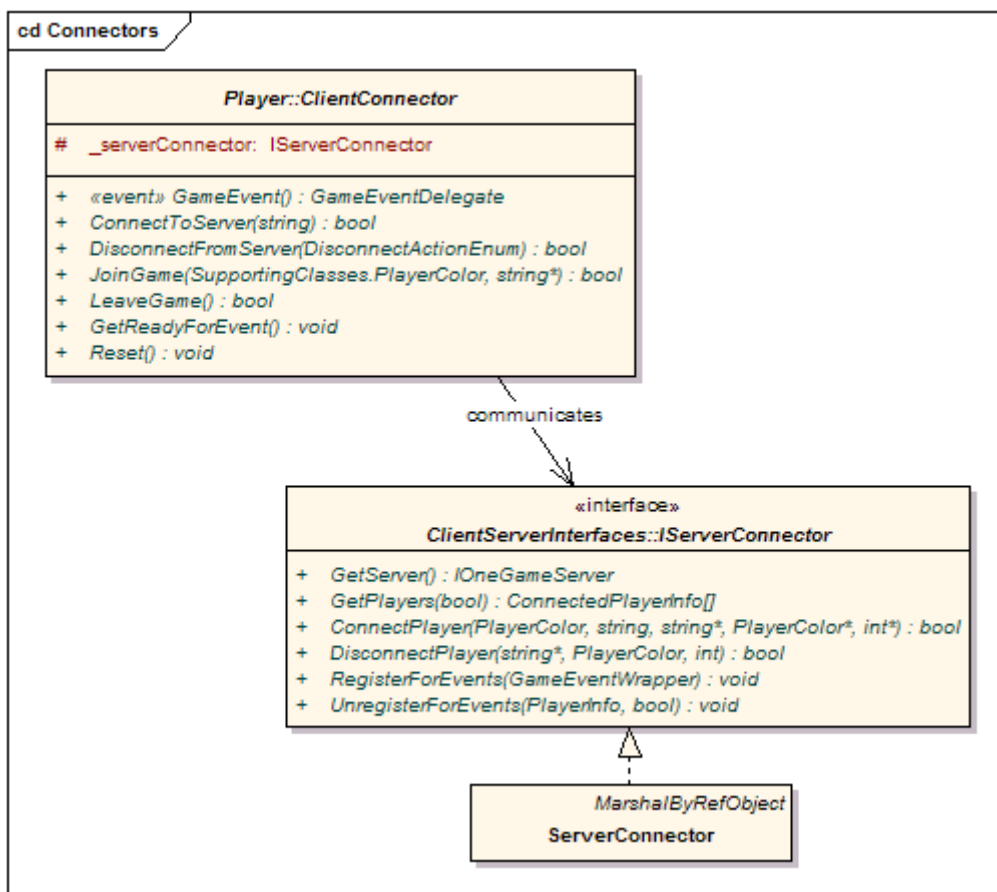 cd Connectors
Player::ClientConnector
# _serverConnector: IServerConnector
+ «event» GameEvent() : GameEventDelegate
+ ConnectToServer(string) : bool
+ DisconnectFromServer(DisconnectActionEnum) : bool
+ JoinGame(SupportingClasses.PlayerColor, string*) : bool
+ LeaveGame() : bool
+ GetReadyForEvent() : void
+ Reset() : void
communicates
«interface»
ClientServerInterfaces::IServerConnector
+ GetServer() : IOneGameServer
+ GetPlayers(bool) : ConnectedPlayerInfo[]
+ ConnectPlayer(PlayerColor, string, string*, PlayerColor*, int*) : bool
+ DisconnectPlayer(string*, PlayerColor, int) : bool
+ RegisterForEvents(GameEventWrapper) : void
+ UnregisterForEvents(PlayerInfo, bool) : void
MarshalByRefObject
ServerConnector